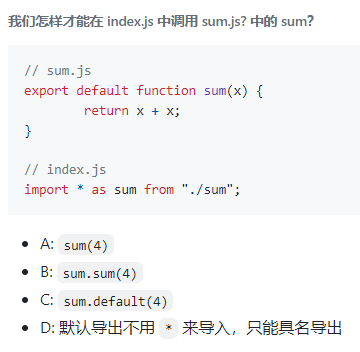 我们怎样才能在 index.js 中调用 sum.js? 中的 sum?
// sum.js
export default function sum(x) {
        return x + x;
}
// index.js
import * as sum from "./sum";
A: sum(4)
B: sum.sum(4)
C: sum.default(4)
D: 默认导出不用 * 来导入，只能具名导出